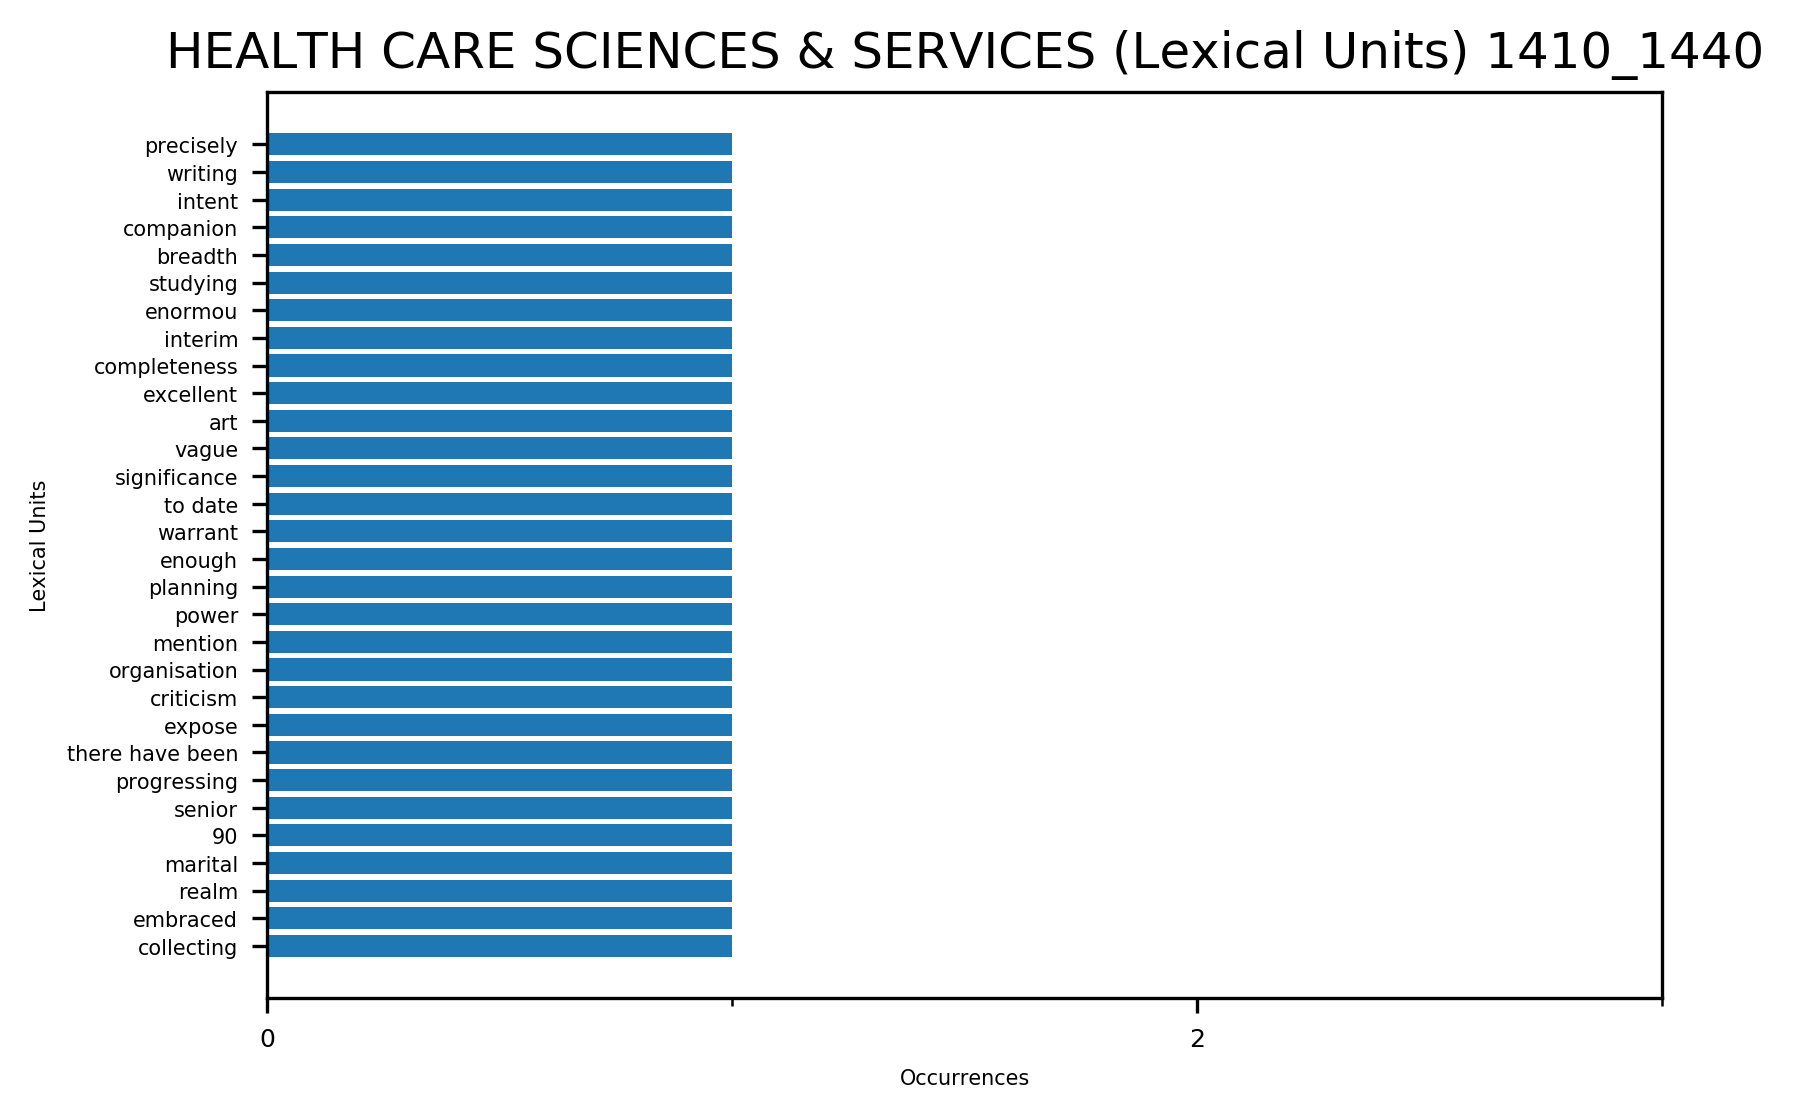 HEALTH CARE SCIENCES & SERVICES (Lexical Units) 1410_1440
precisely
writing
intent
companion
breadth
studying
enormou
interim
completeness
excellent
art
vague
significance
to date
warrant
enough
planning
power
mention
organisation
criticism
expose
there have been
progressing
senior
90
marital
realm
embraced
collecting
Lexical Units
0 2
Occurrences